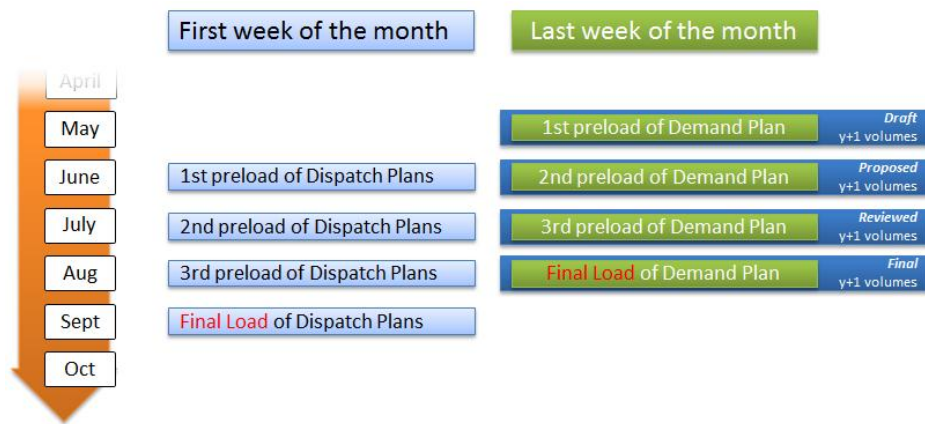 First week of the month
Last week of the month
April
May
1st preload of Demand Plan
Draft
y+1 volumes
June
1st preload of Dispatch Plans
2nd preload of Demand Plan
Proposed
y+1 volumes
July
2nd preload of Dispatch Plans
3rd preload of Demand Plan
Reviewed
y+1 volumes
Aug
3rd preload of Dispatch Plans
Final Load of Demand Plan
Final
y+1 volumes
Sept
Final Load of Dispatch Plans
Oct